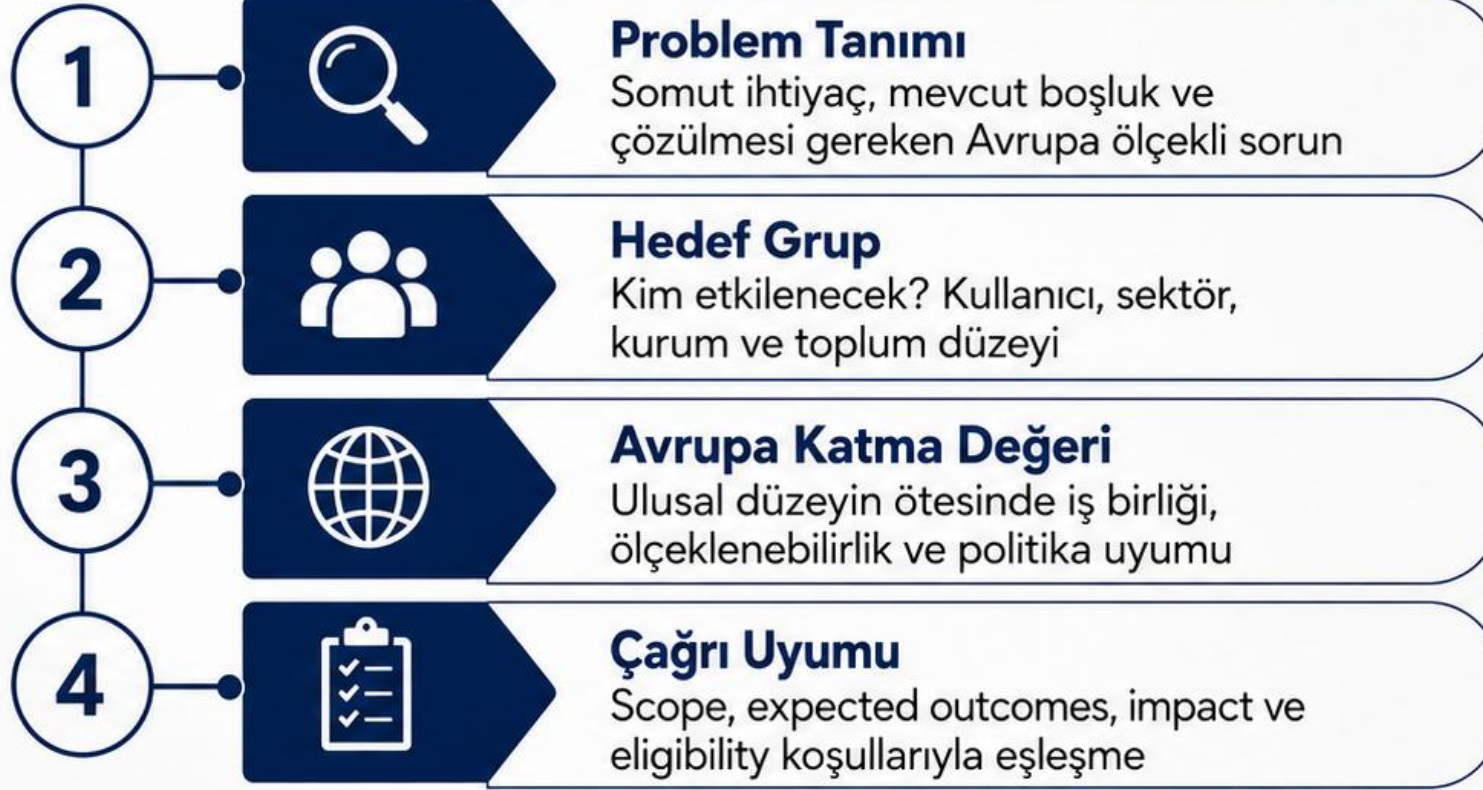 1
Problem Tanımı
Somut ihtiyaç, mevcut boşluk ve
çözülmesi gereken Avrupa ölçekli sorun
2
Hedef Grup
Kim etkilenecek? Kullanıcı, sektör,
kurum ve toplum düzeyi
3
Avrupa Katma Değeri
Ulusal düzeyin ötesinde iş birliği,
ölçeklenebilirlik ve politika uyumu
4
Çağrı Uyumu
Scope, expected outcomes, impact ve
eligibility koşullarıyla eşleşme